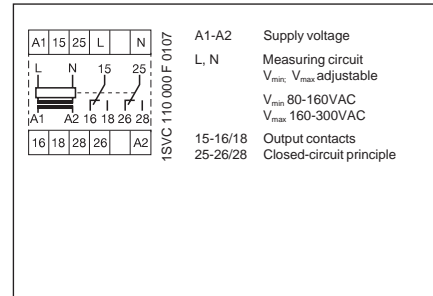 A1 15 25 L N
L N 15 25
A1 A2 16 18 26 28
16 18 28 26 A2
1SVC 110 000 F 0107
A1-A2 Supply voltage
L, N Measuring circuit
Vmin; Vmax adjustable
Vmin 80-160VAC
Vmax 160-300VAC
15-16/18 Output contacts
25-26/28 Closed-circuit principle